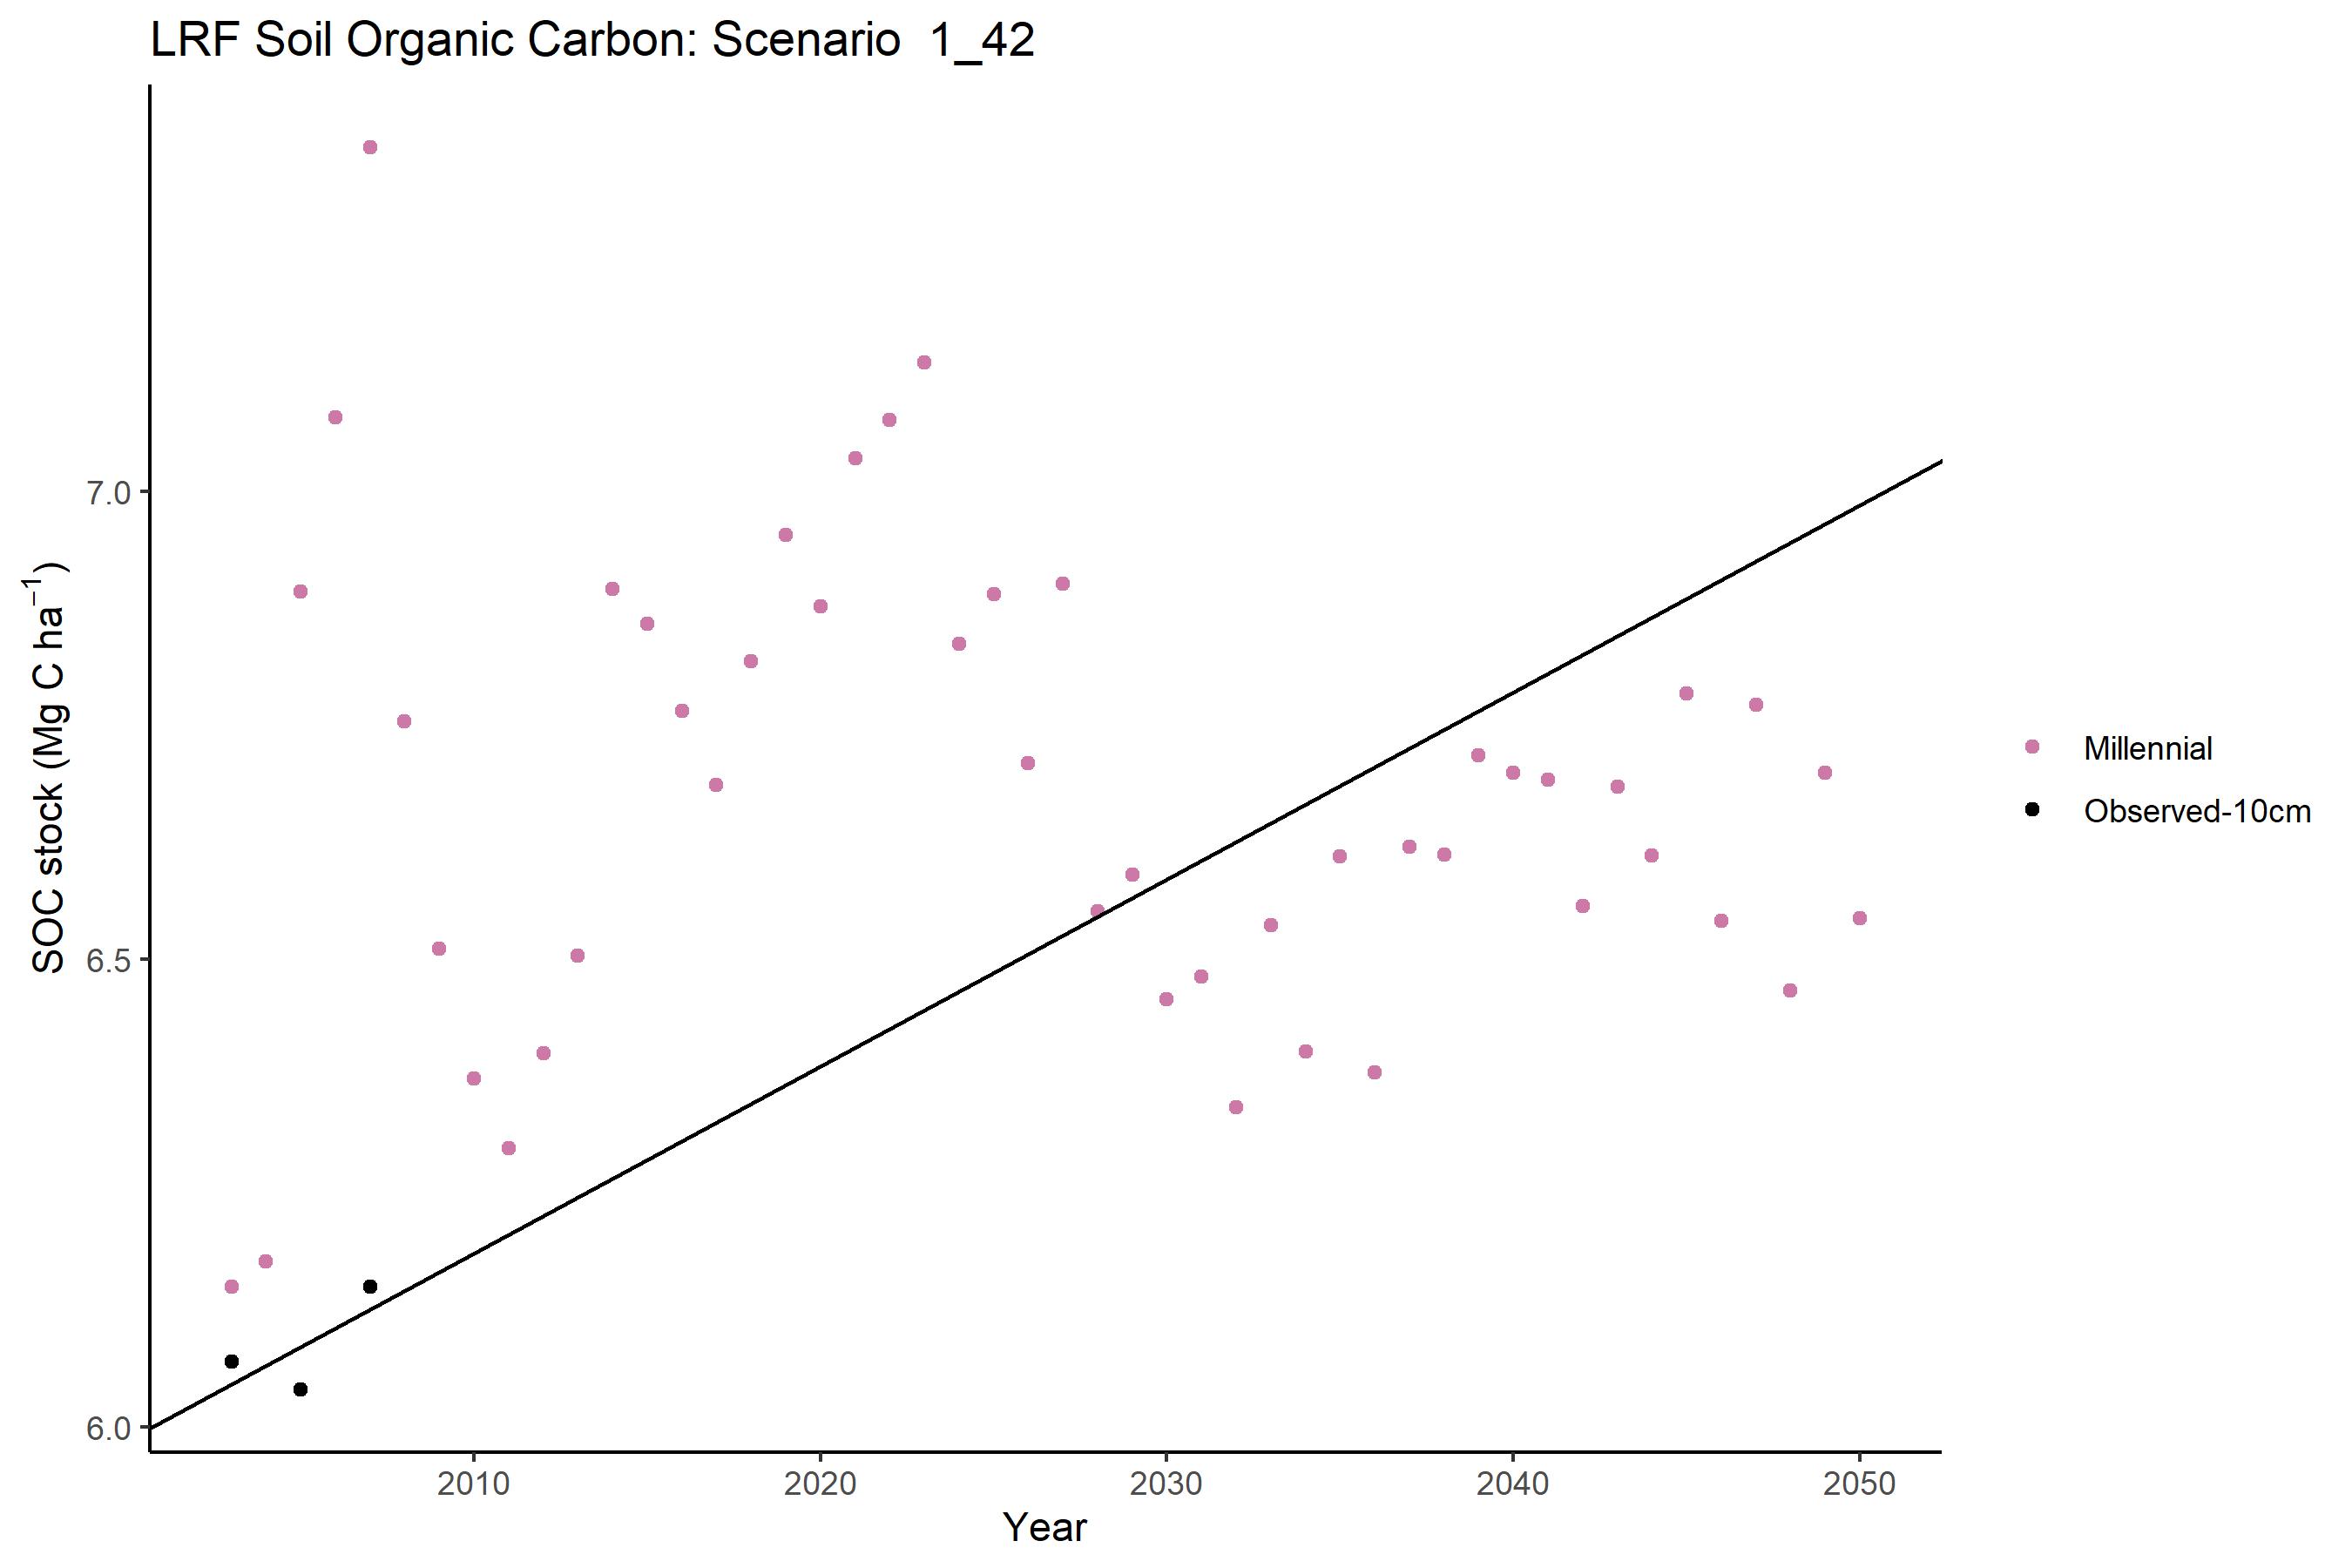 LRF Soil Organic Carbon: Scenario  1_42
SOC stock (Mg C ha⁻¹)
7.0
6.5
6.0
2010 2020 2030 2040 2050
Year
Millennial
Observed-10cm